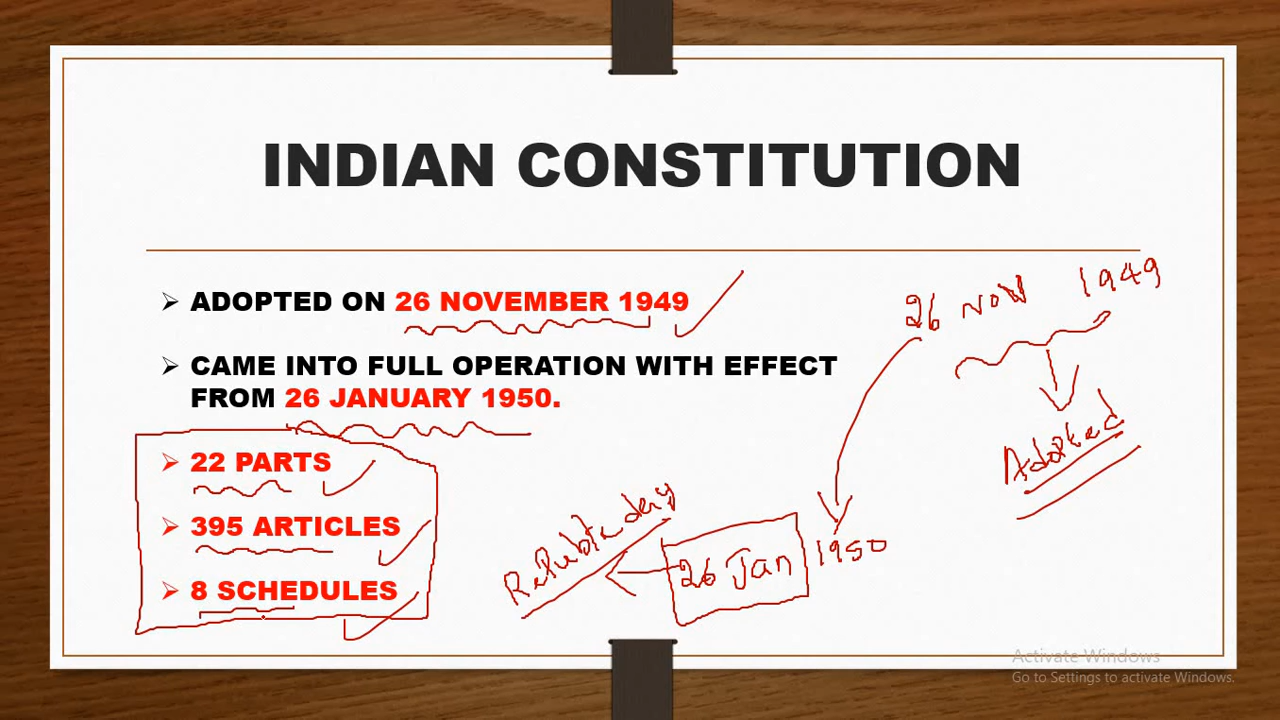 INDIAN CONSTITUTION
ADOPTED ON 26 NOVEMBER 1949
26 NOV 1949
CAME INTO FULL OPERATION WITH EFFECT
FROM 26 JANUARY 1950.
Adopted
22 PARTS
395 ARTICLES
8 SCHEDULES
day
26 Jan 1950
Activate Windows
Go to Settings to activate Windows.